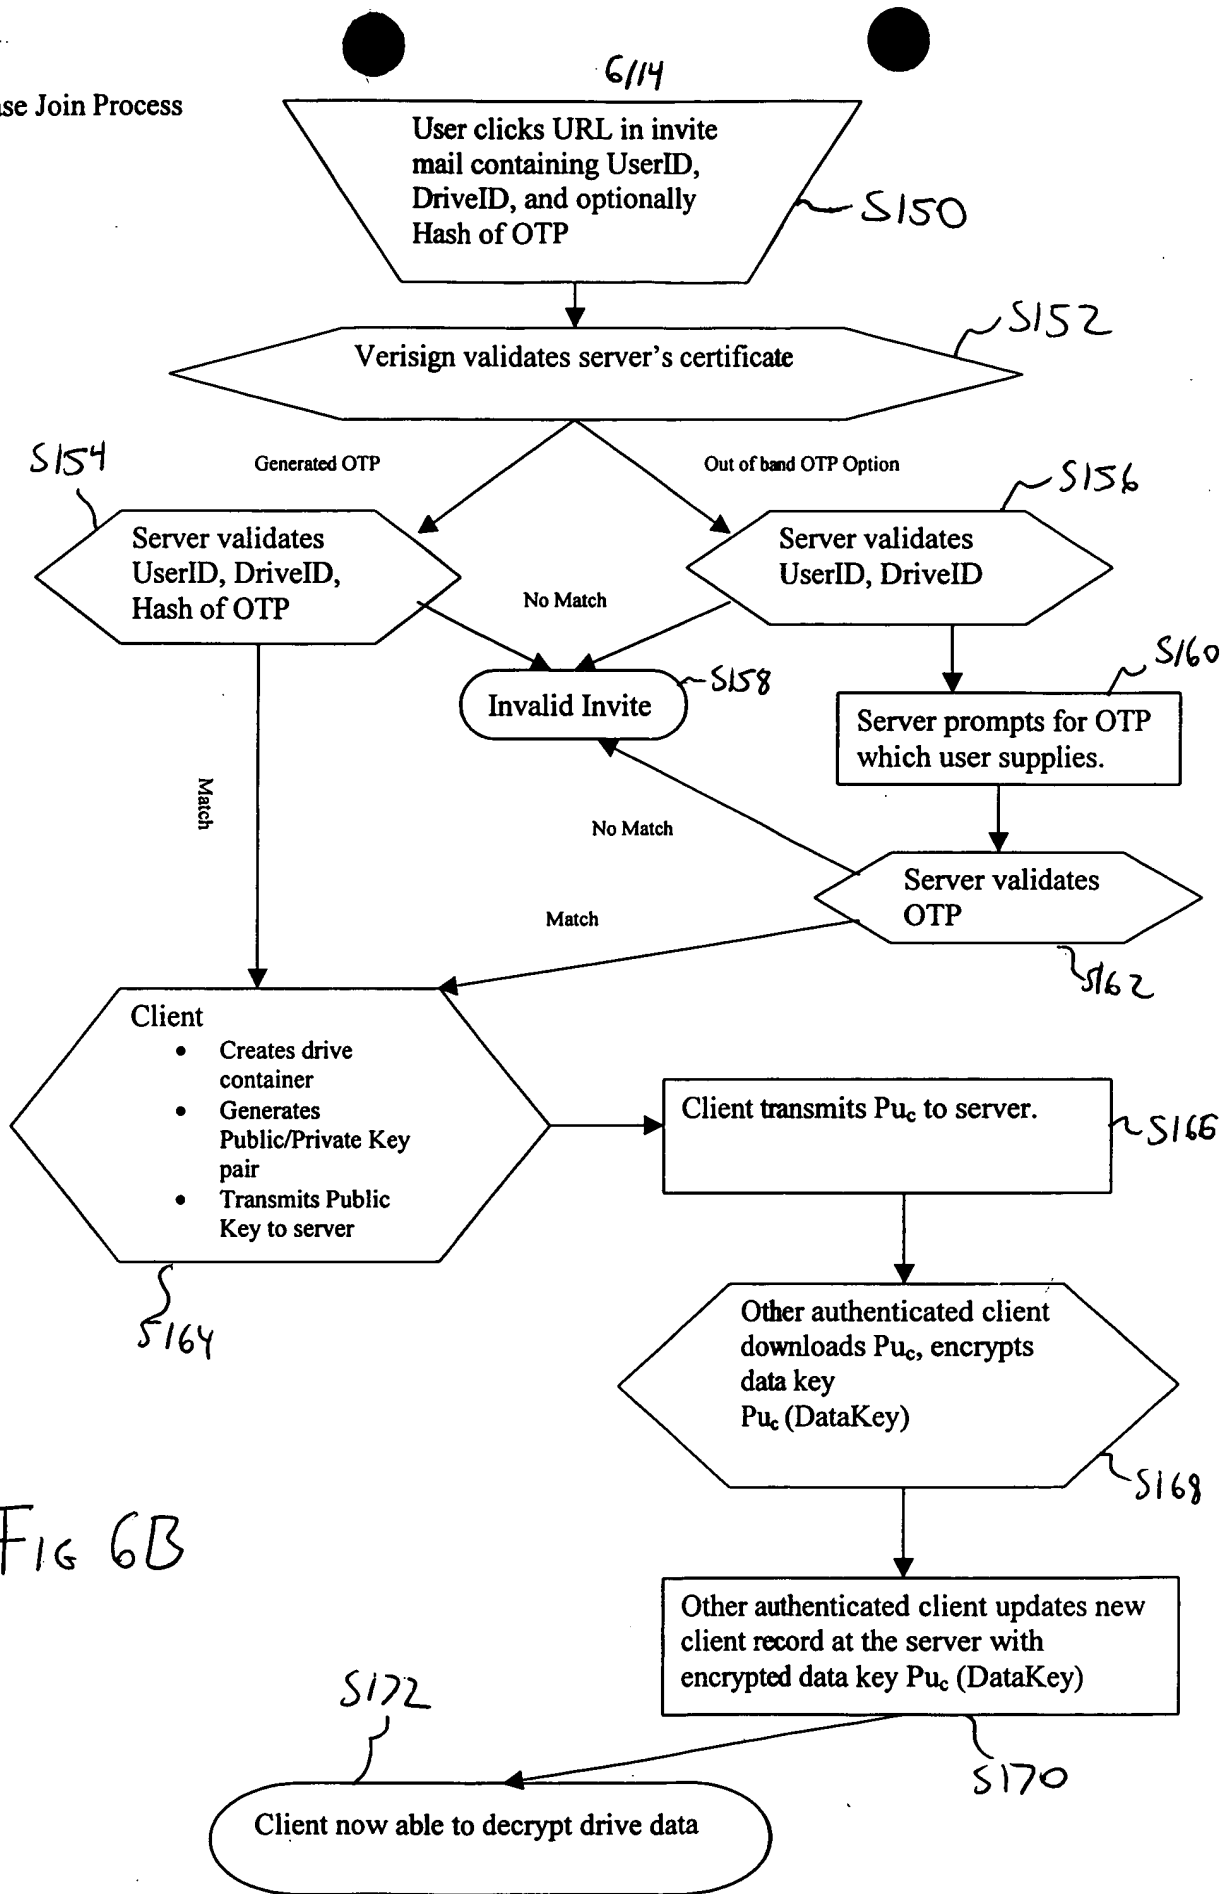 6/14
ase Join Process
User clicks URL in invite
mail containing UserID,
DriveID, and optionally
Hash of OTP
S150
S152
Verisign validates server's certificate
S154
Generated OTP
Out of band OTP Option
S156
Server validates
UserID, DriveID,
Hash of OTP
No Match
Server validates
UserID, DriveID
S160
S158
Invalid Invite
Server prompts for OTP
which user supplies.
Match
No Match
Server validates
OTP
Match
S162
Client
• Creates drive
container
• Generates
Public/Private Key
pair
• Transmits Public
Key to server
Client transmits Puc to server.
S166
S164
Other authenticated client
downloads Puc, encrypts
data key
Puc (DataKey)
S168
FIG 6B
Other authenticated client updates new
client record at the server with
encrypted data key Puc (DataKey)
S172
S170
Client now able to decrypt drive data